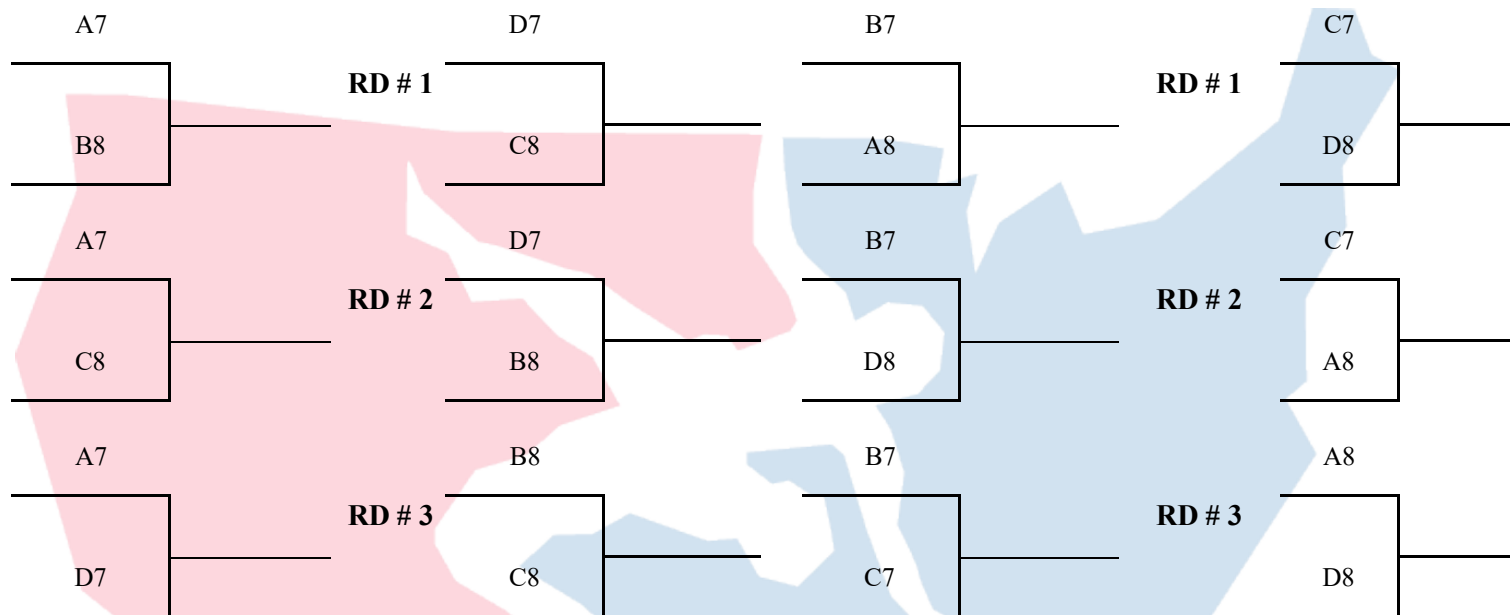 A7 D7 B7 C7
RD # 1 RD # 1
B8 C8 A8 D8
A7 D7 B7 C7
RD # 2 RD # 2
C8 B8 D8 A8
A7 B8 B7 A8
RD # 3 RD # 3
D7 C8 C7 D8